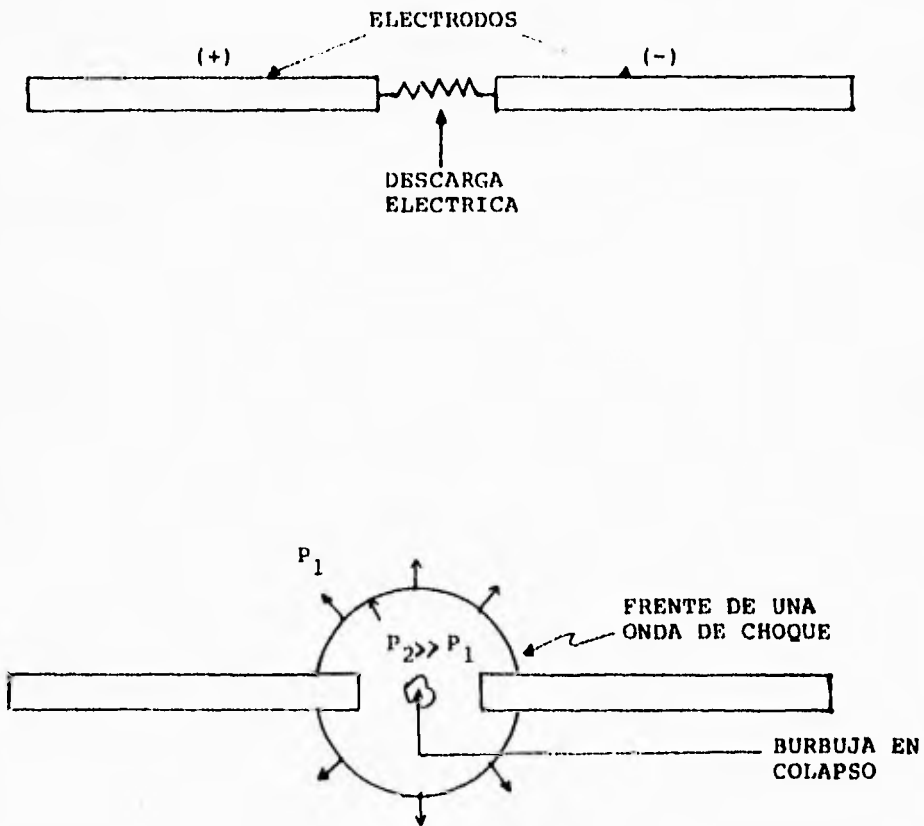 ELECTRODOS
(+)
(-)
DESCARGA
ELECTRICA
P1
FRENTE DE UNA
ONDA DE CHOQUE
P2>> P1
BURBUJA EN
COLAPSO